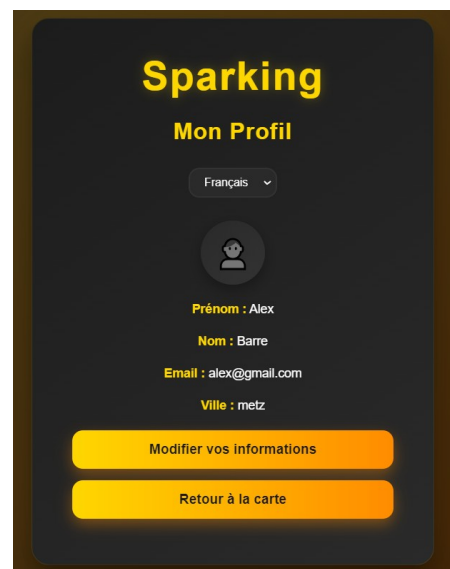 Sparking
Mon Profil
Français
Prénom : Alex
Nom : Barre
Email : alex@gmail.com
Ville : metz
Modifier vos informations
Retour à la carte